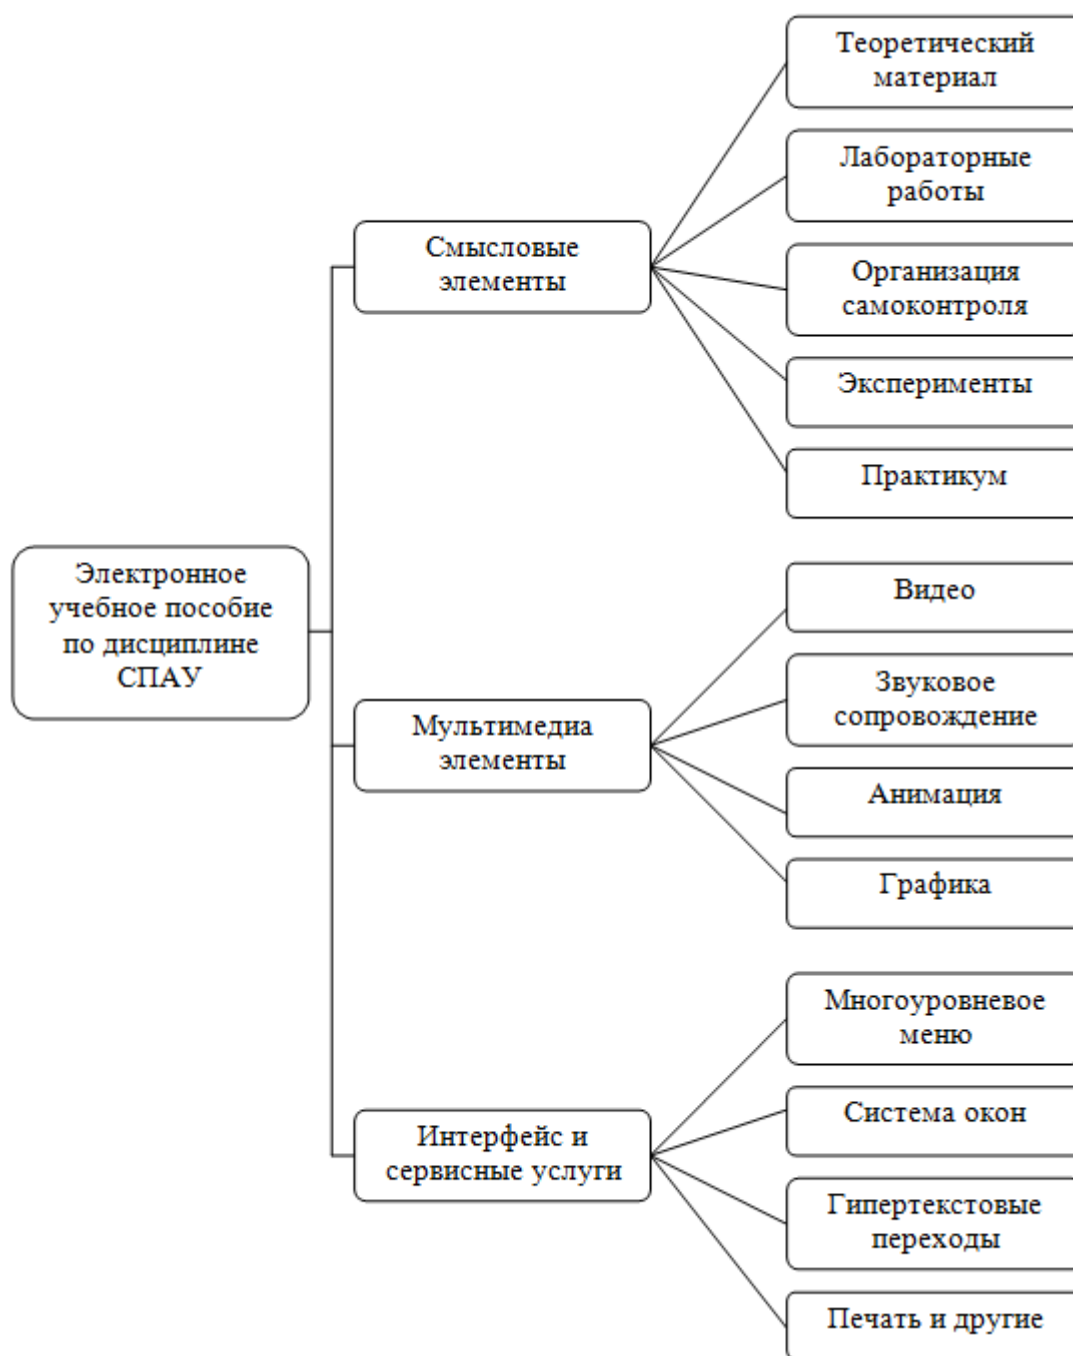 Электронное
учебное пособие
по дисциплине
СПАУ
Смысловые
элементы
Теоретический
материал
Лабораторные
работы
Организация
самоконтроля
Эксперименты
Практикум
Мультимедиа
элементы
Видео
Звуковое
сопровождение
Анимация
Графика
Интерфейс и
сервисные услуги
Многоуровневое
меню
Система окон
Гипертекстовые
переходы
Печать и другие